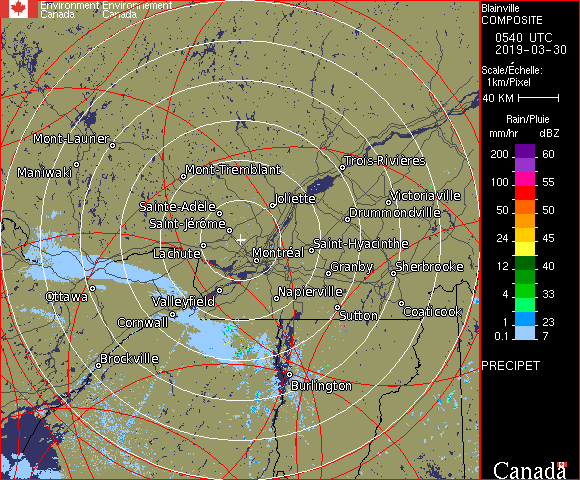 Environment Environnement
Canada Canada
Blainville
COMPOSITE
0540 UTC
2019-03-30
Scale/Échelle:
1km/Pixel
40 KM
Rain/Pluie
mm/hr dBZ
200 60
100 55
50 50
24 45
12 40
4 33
1 23
0.1 7
PRECIPET
Canada
Mont-Laurier
Maniwaki
Mont-Tremblant
Trois-Rivières
Joliette
Victoriaville
Sainte-Adèle
Drummondville
Saint-Jérôme
Saint-Hyacinthe
Lachute
Montréal
Granby
Sherbrooke
Ottawa
Valleyfield
Napierville
Cornwall
Sutton
Coaticook
Brockville
Burlington